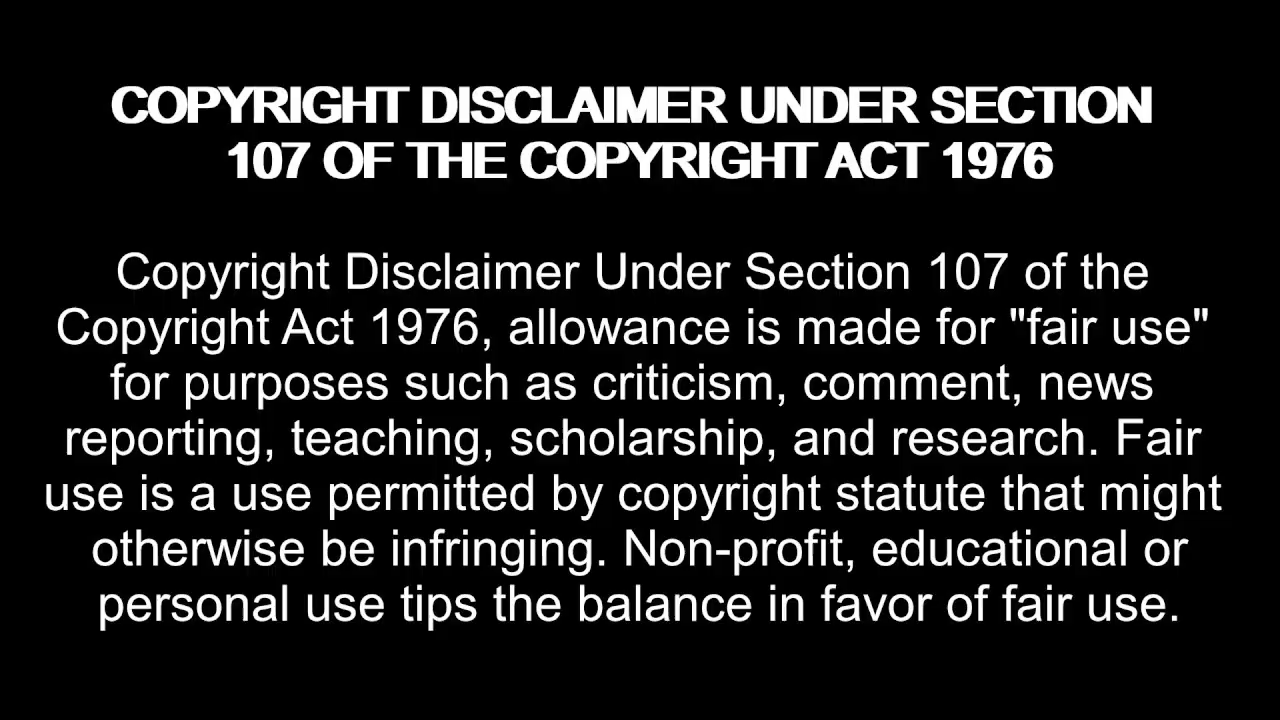 COPYRIGHT DISCLAIMER UNDER SECTION
107 OF THE COPYRIGHT ACT 1976
Copyright Disclaimer Under Section 107 of the
Copyright Act 1976, allowance is made for "fair use"
for purposes such as criticism, comment, news
reporting, teaching, scholarship, and research. Fair
use is a use permitted by copyright statute that might
otherwise be infringing. Non-profit, educational or
personal use tips the balance in favor of fair use.